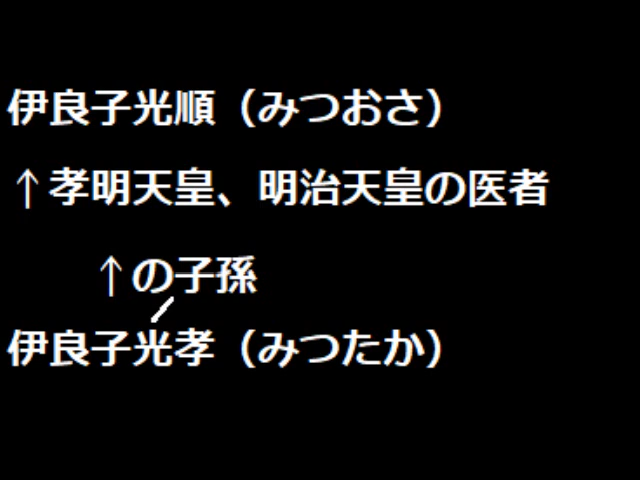 伊良子光順（みつおさ）
↑孝明天皇、明治天皇の医者
↑の子孫
伊良子光孝（みつたか）